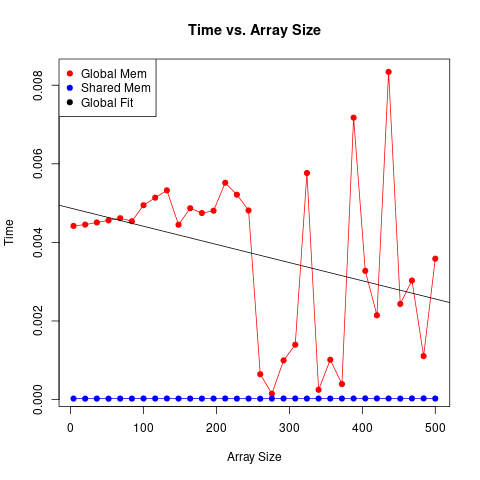 Time vs. Array Size
Global Mem
Shared Mem
Global Fit
Time
0.008
0.006
0.004
0.002
0.000
0 100 200 300 400 500
Array Size